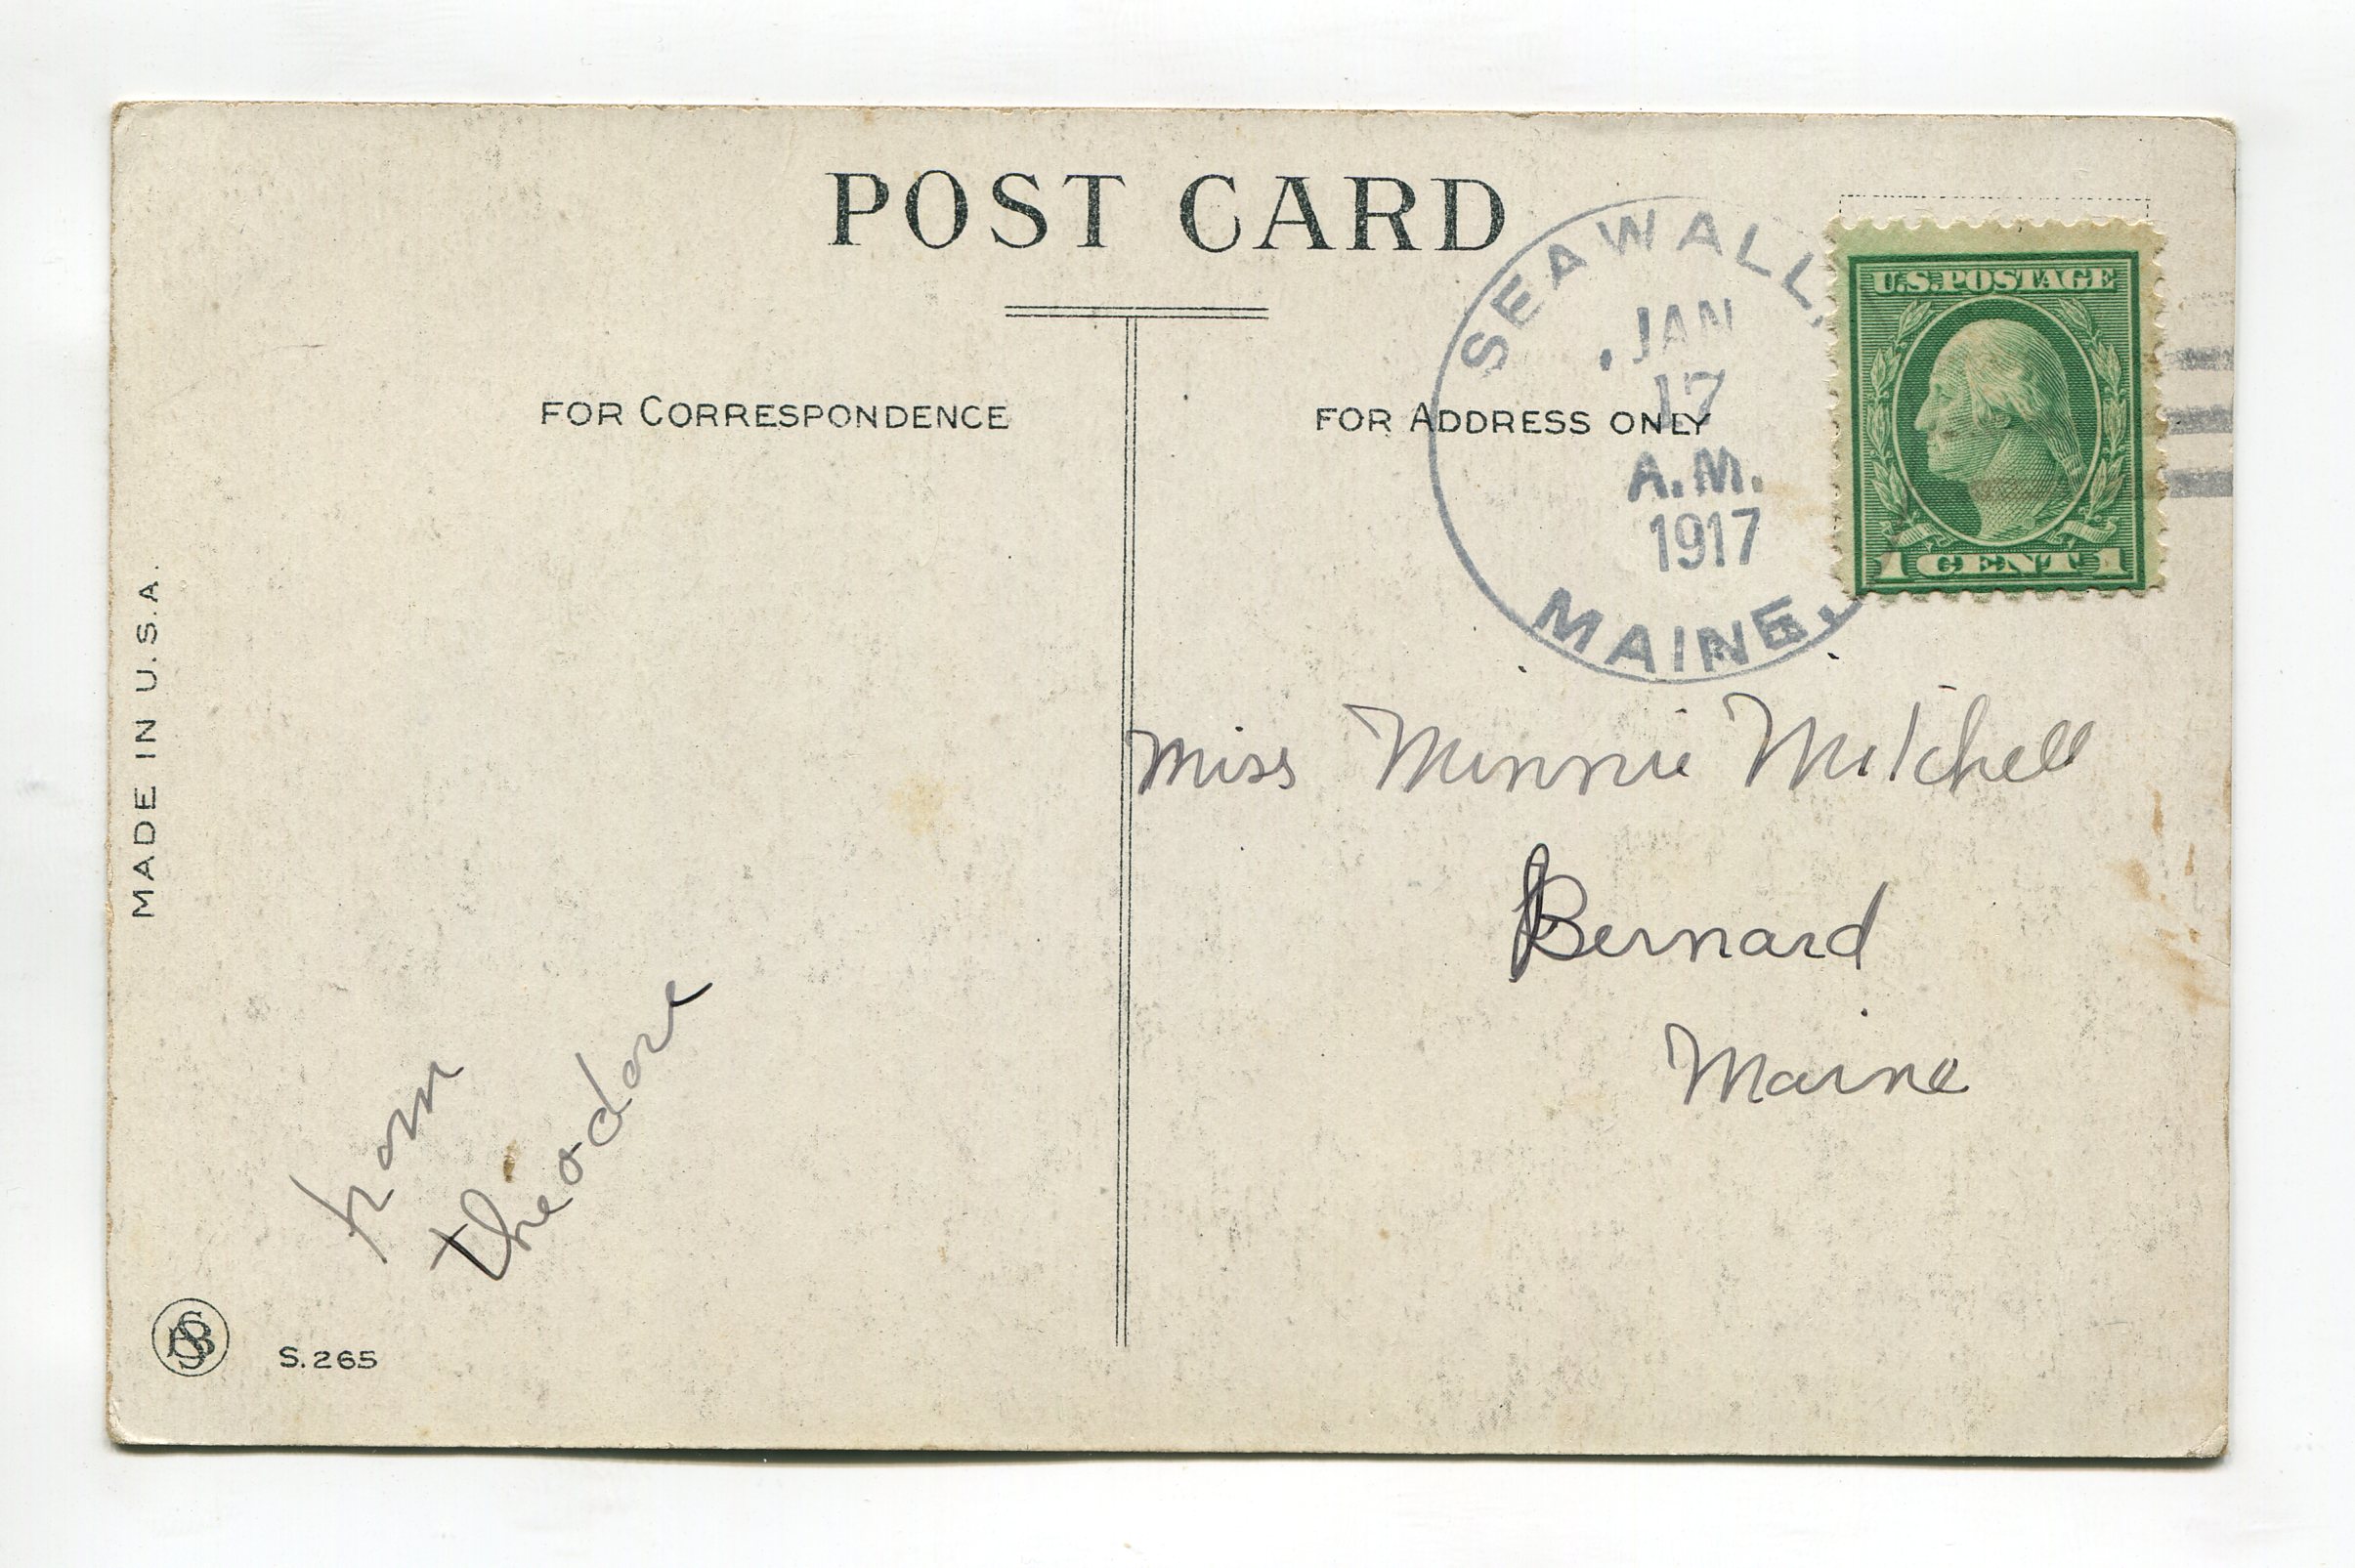 POST CARD
FOR CORRESPONDENCE
FOR ADDRESS ONLY
SEAWALL,
JAN
17
A.M.
1917
MAINE.
U.S. POSTAGE
1 CENT 1
MADE IN U.S.A.
Miss Minnie Mitchell
Bernard
Maine
from
theodore
S.265